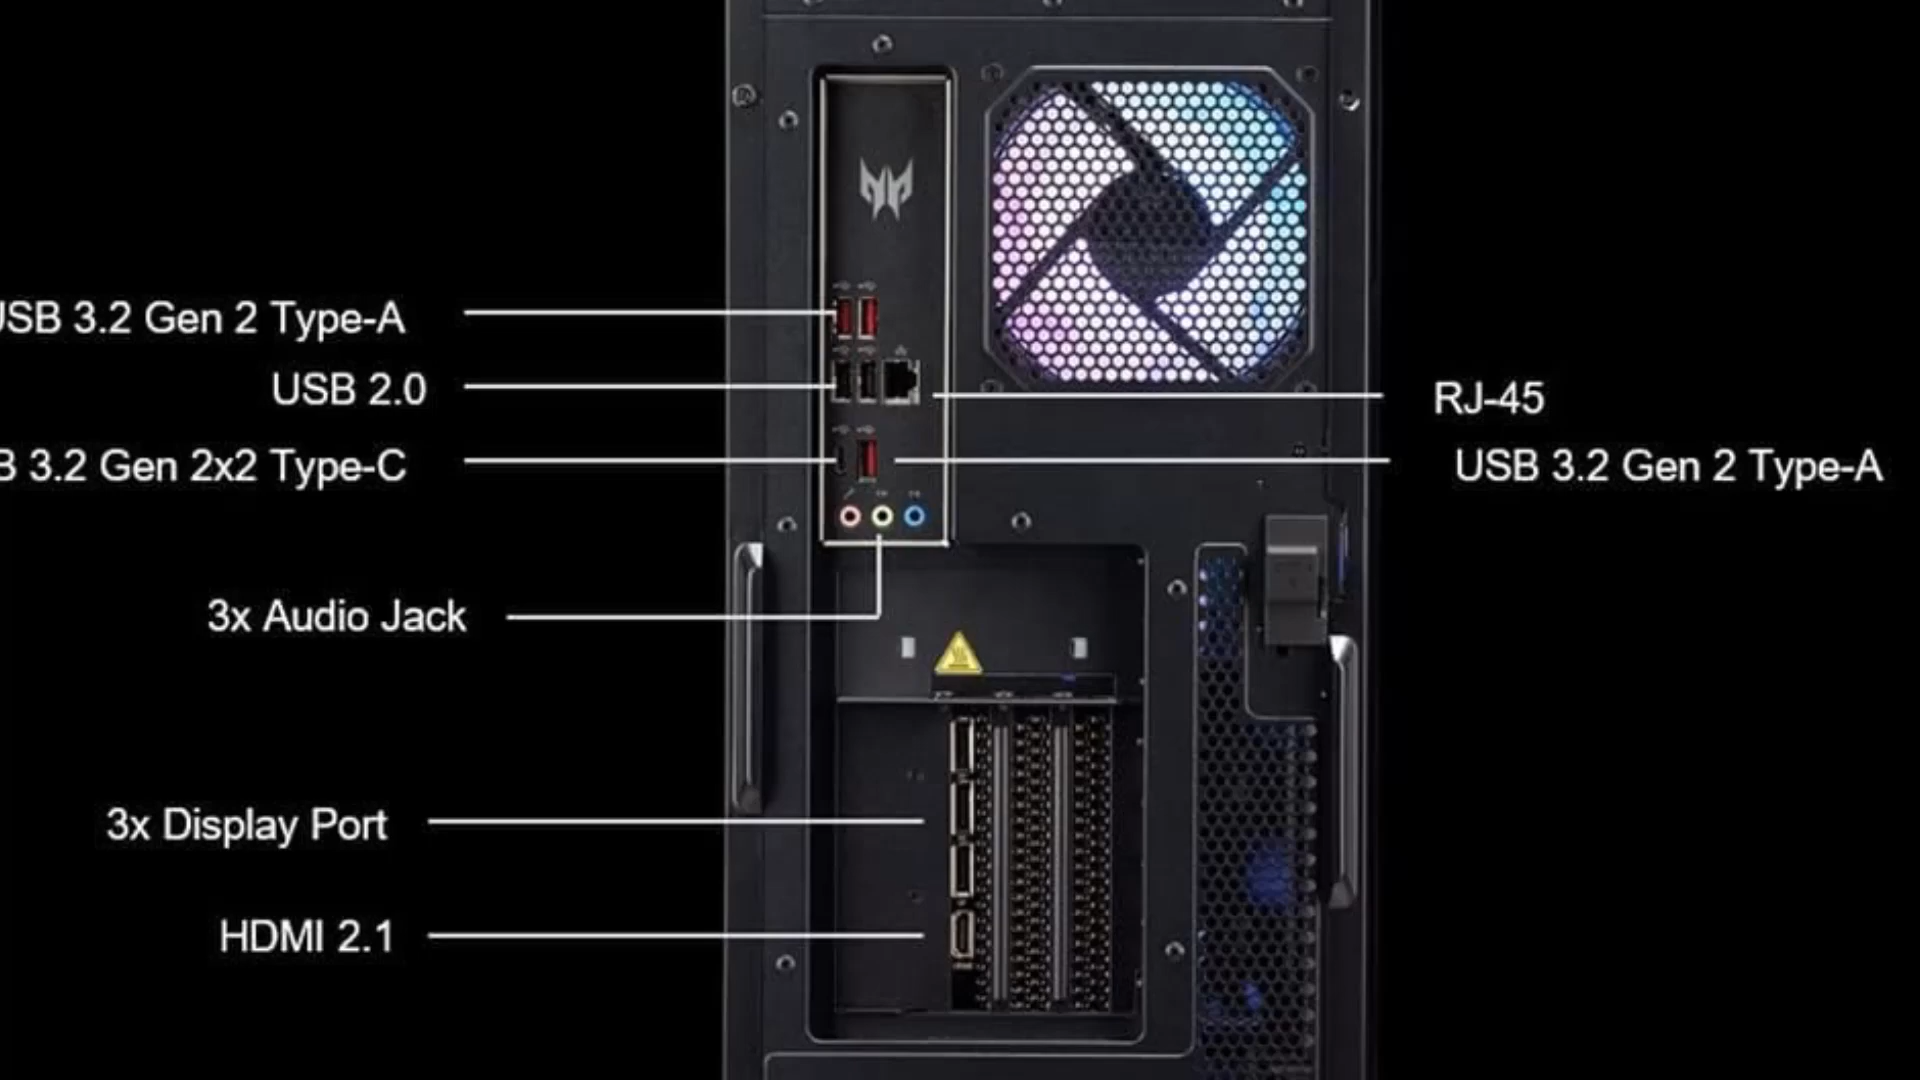 USB 3.2 Gen 2 Type-A
USB 2.0
RJ-45
B 3.2 Gen 2x2 Type-C
USB 3.2 Gen 2 Type-A
3x Audio Jack
3x Display Port
HDMI 2.1